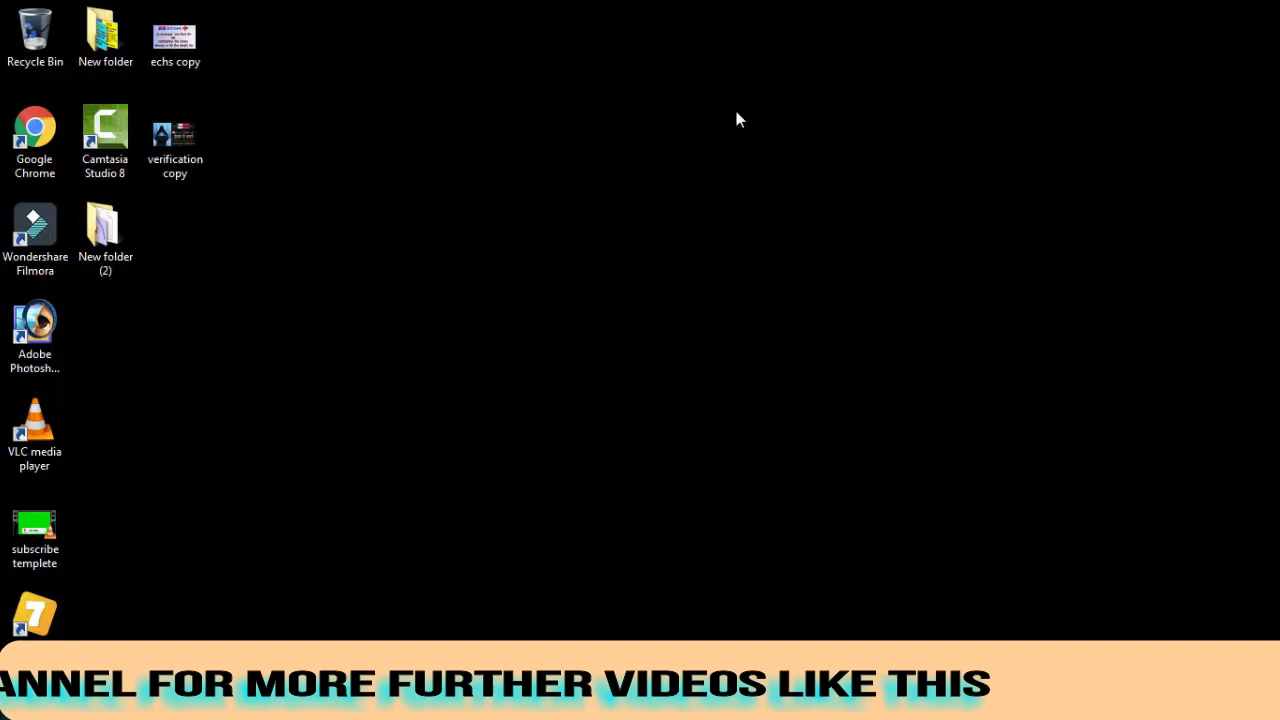 Recycle Bin
New folder
echs copy
Google
Chrome
Camtasia
Studio 8
verification
copy
Wondershare
Filmora
New folder
(2)
Adobe
Photosh...
VLC media
player
subscribe
templete
7
ANNEL FOR MORE FURTHER VIDEOS LIKE THIS